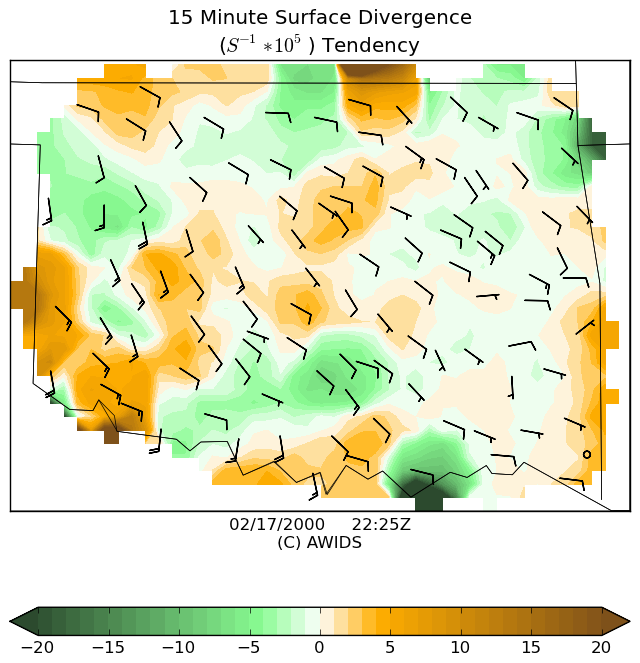 15 Minute Surface Divergence
(S⁻¹ *10⁵ ) Tendency
02/17/2000 22:25Z
(C) AWIDS
−20 −15 −10 −5 0 5 10 15 20